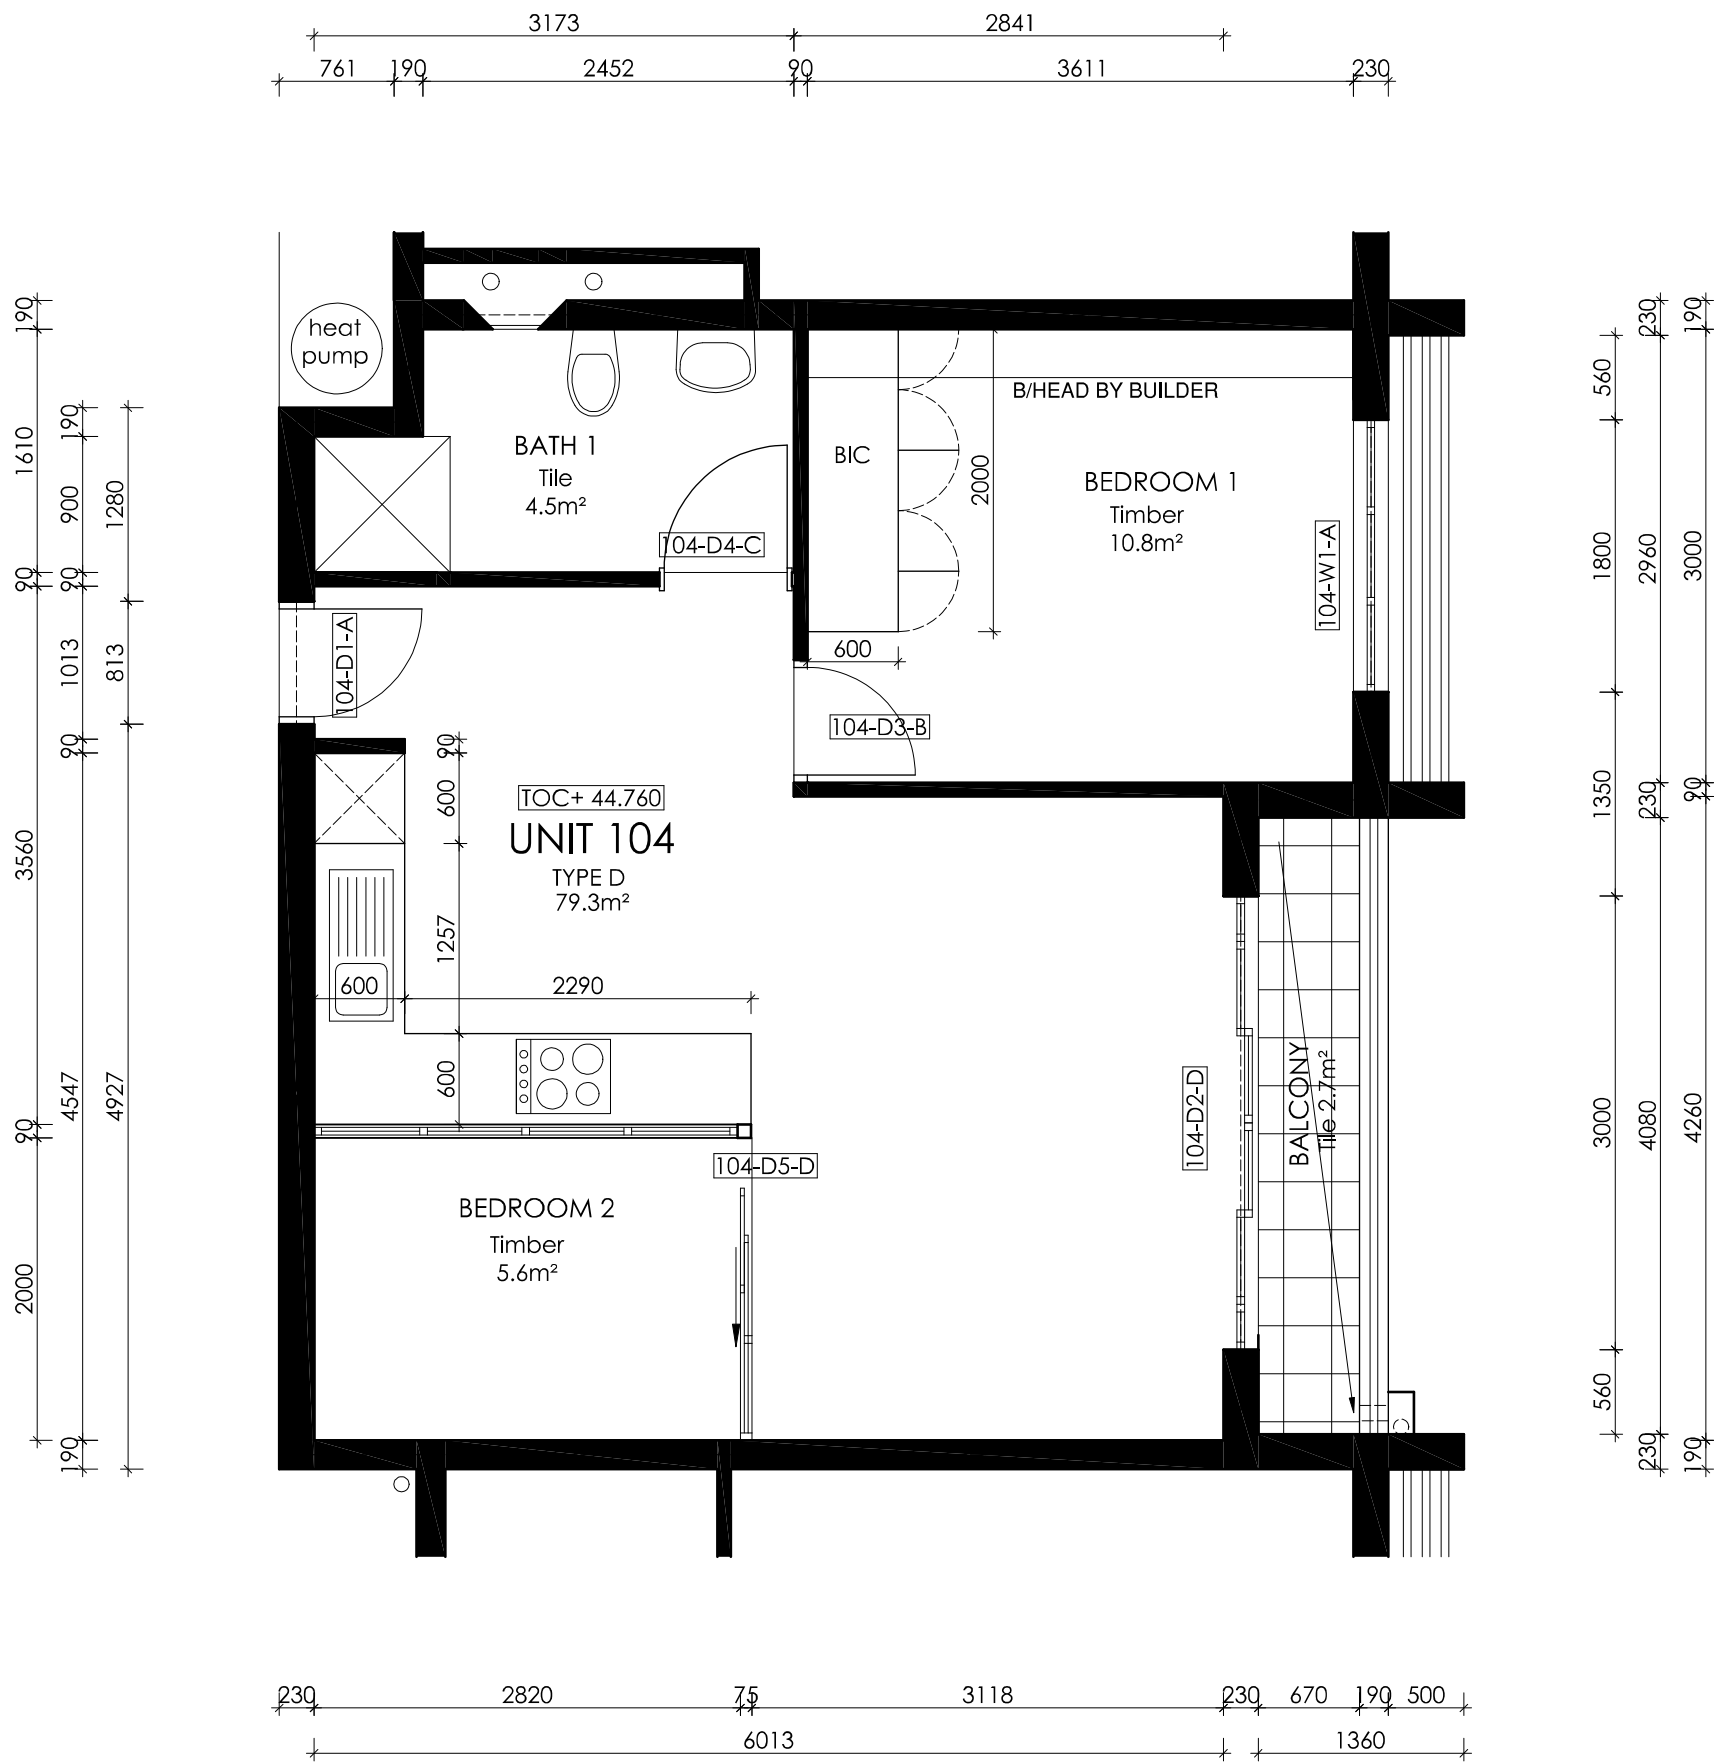 3173
2841
761
190
2452
90
3611
230
heat
pump
BATH 1
Tile
4.5m²
104-D4-C
B/HEAD BY BUILDER
BIC
2000
600
BEDROOM 1
Timber
10.8m²
104-W1-A
104-D1-A
104-D3-B
TOC+ 44.760
UNIT 104
TYPE D
79.3m²
90
600
1257
600
600
2290
104-D5-D
BEDROOM 2
Timber
5.6m²
104-D2-D
BALCONY
Tile 2.7m²
190
1610
90
3560
90
2000
190
900
90
1013
90
4547
190
1280
813
4927
560
1800
1350
3000
560
230
2960
230
4080
230
190
3000
90
4260
190
230
2820
75
3118
230
670
190
500
6013
1360